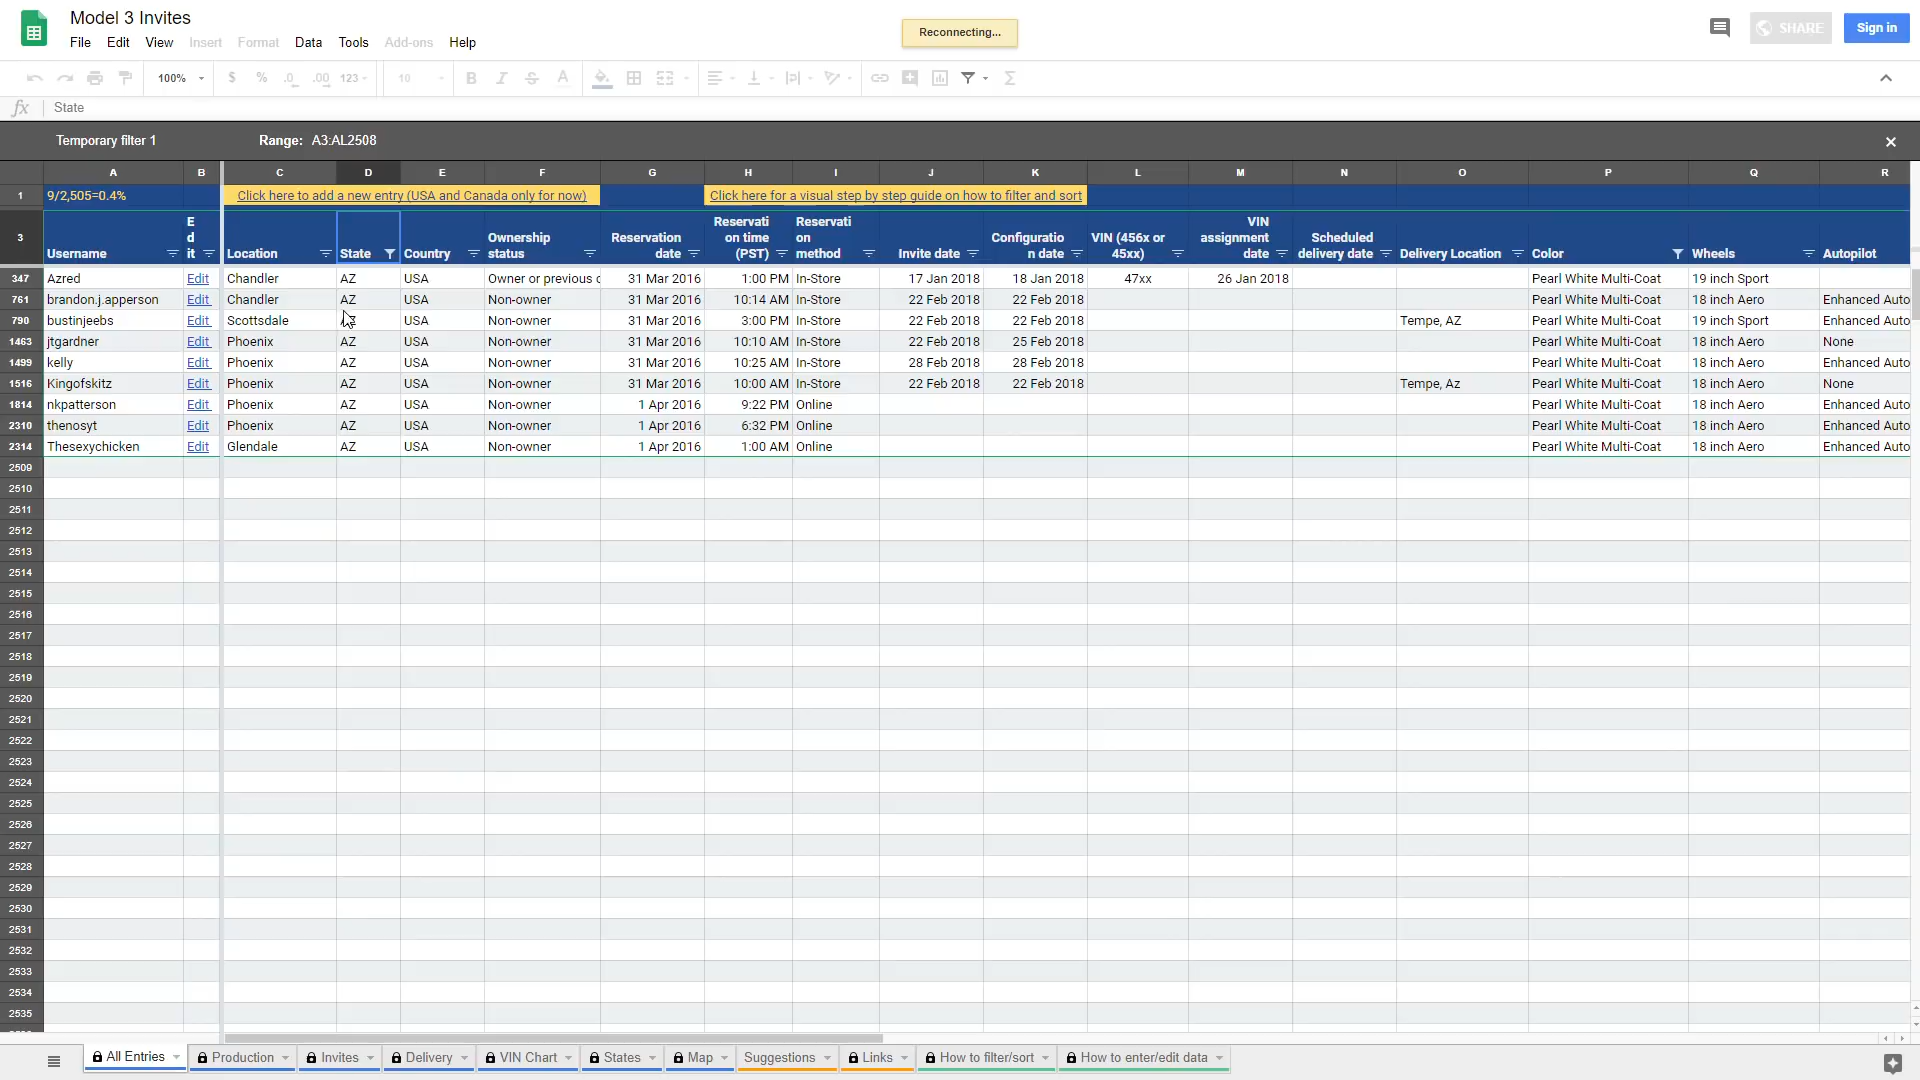 Model 3 Invites
File Edit View Insert Format Data Tools Add-ons Help
Reconnecting...
SHARE
Sign in
100% $ % .0 .00 123 10 B I S A Σ
fx State
Temporary filter 1 Range: A3:AL2508
A B C D E F G H I J K L M N O P Q R
1 9/2,505=0.4% Click here to add a new entry (USA and Canada only for now) Click here for a visual step by step guide on how to filter and sort
3 Username Edit Location State Country Ownership status Reservation date Reservation time (PST) Reservation method Invite date Configuration date VIN (456x or 45xx) VIN assignment date Scheduled delivery date Delivery Location Color Wheels Autopilot
347 Azred Edit Chandler AZ USA Owner or previous o 31 Mar 2016 1:00 PM In-Store 17 Jan 2018 18 Jan 2018 47xx 26 Jan 2018 Pearl White Multi-Coat 19 inch Sport
761 brandon.j.apperson Edit Chandler AZ USA Non-owner 31 Mar 2016 10:14 AM In-Store 22 Feb 2018 22 Feb 2018 Pearl White Multi-Coat 18 inch Aero Enhanced Auto
790 bustinjeebs Edit Scottsdale AZ USA Non-owner 31 Mar 2016 3:00 PM In-Store 22 Feb 2018 22 Feb 2018 Tempe, AZ Pearl White Multi-Coat 19 inch Sport Enhanced Auto
1463 jtgardner Edit Phoenix AZ USA Non-owner 31 Mar 2016 10:10 AM In-Store 22 Feb 2018 25 Feb 2018 Pearl White Multi-Coat 18 inch Aero None
1499 kelly Edit Phoenix AZ USA Non-owner 31 Mar 2016 10:25 AM In-Store 28 Feb 2018 28 Feb 2018 Pearl White Multi-Coat 18 inch Aero Enhanced Auto
1516 Kingofskitz Edit Phoenix AZ USA Non-owner 31 Mar 2016 10:00 AM In-Store 22 Feb 2018 22 Feb 2018 Tempe, Az Pearl White Multi-Coat 18 inch Aero None
1814 nkpatterson Edit Phoenix AZ USA Non-owner 1 Apr 2016 9:22 PM Online Pearl White Multi-Coat 18 inch Aero Enhanced Auto
2310 thenosyt Edit Phoenix AZ USA Non-owner 1 Apr 2016 6:32 PM Online Pearl White Multi-Coat 18 inch Aero Enhanced Auto
2314 Thesexychicken Edit Glendale AZ USA Non-owner 1 Apr 2016 1:00 AM Online Pearl White Multi-Coat 18 inch Aero Enhanced Auto
2509
2510
2511
2512
2513
2514
2515
2516
2517
2518
2519
2520
2521
2522
2523
2524
2525
2526
2527
2528
2529
2530
2531
2532
2533
2534
2535
All Entries Production Invites Delivery VIN Chart States Map Suggestions Links How to filter/sort How to enter/edit data